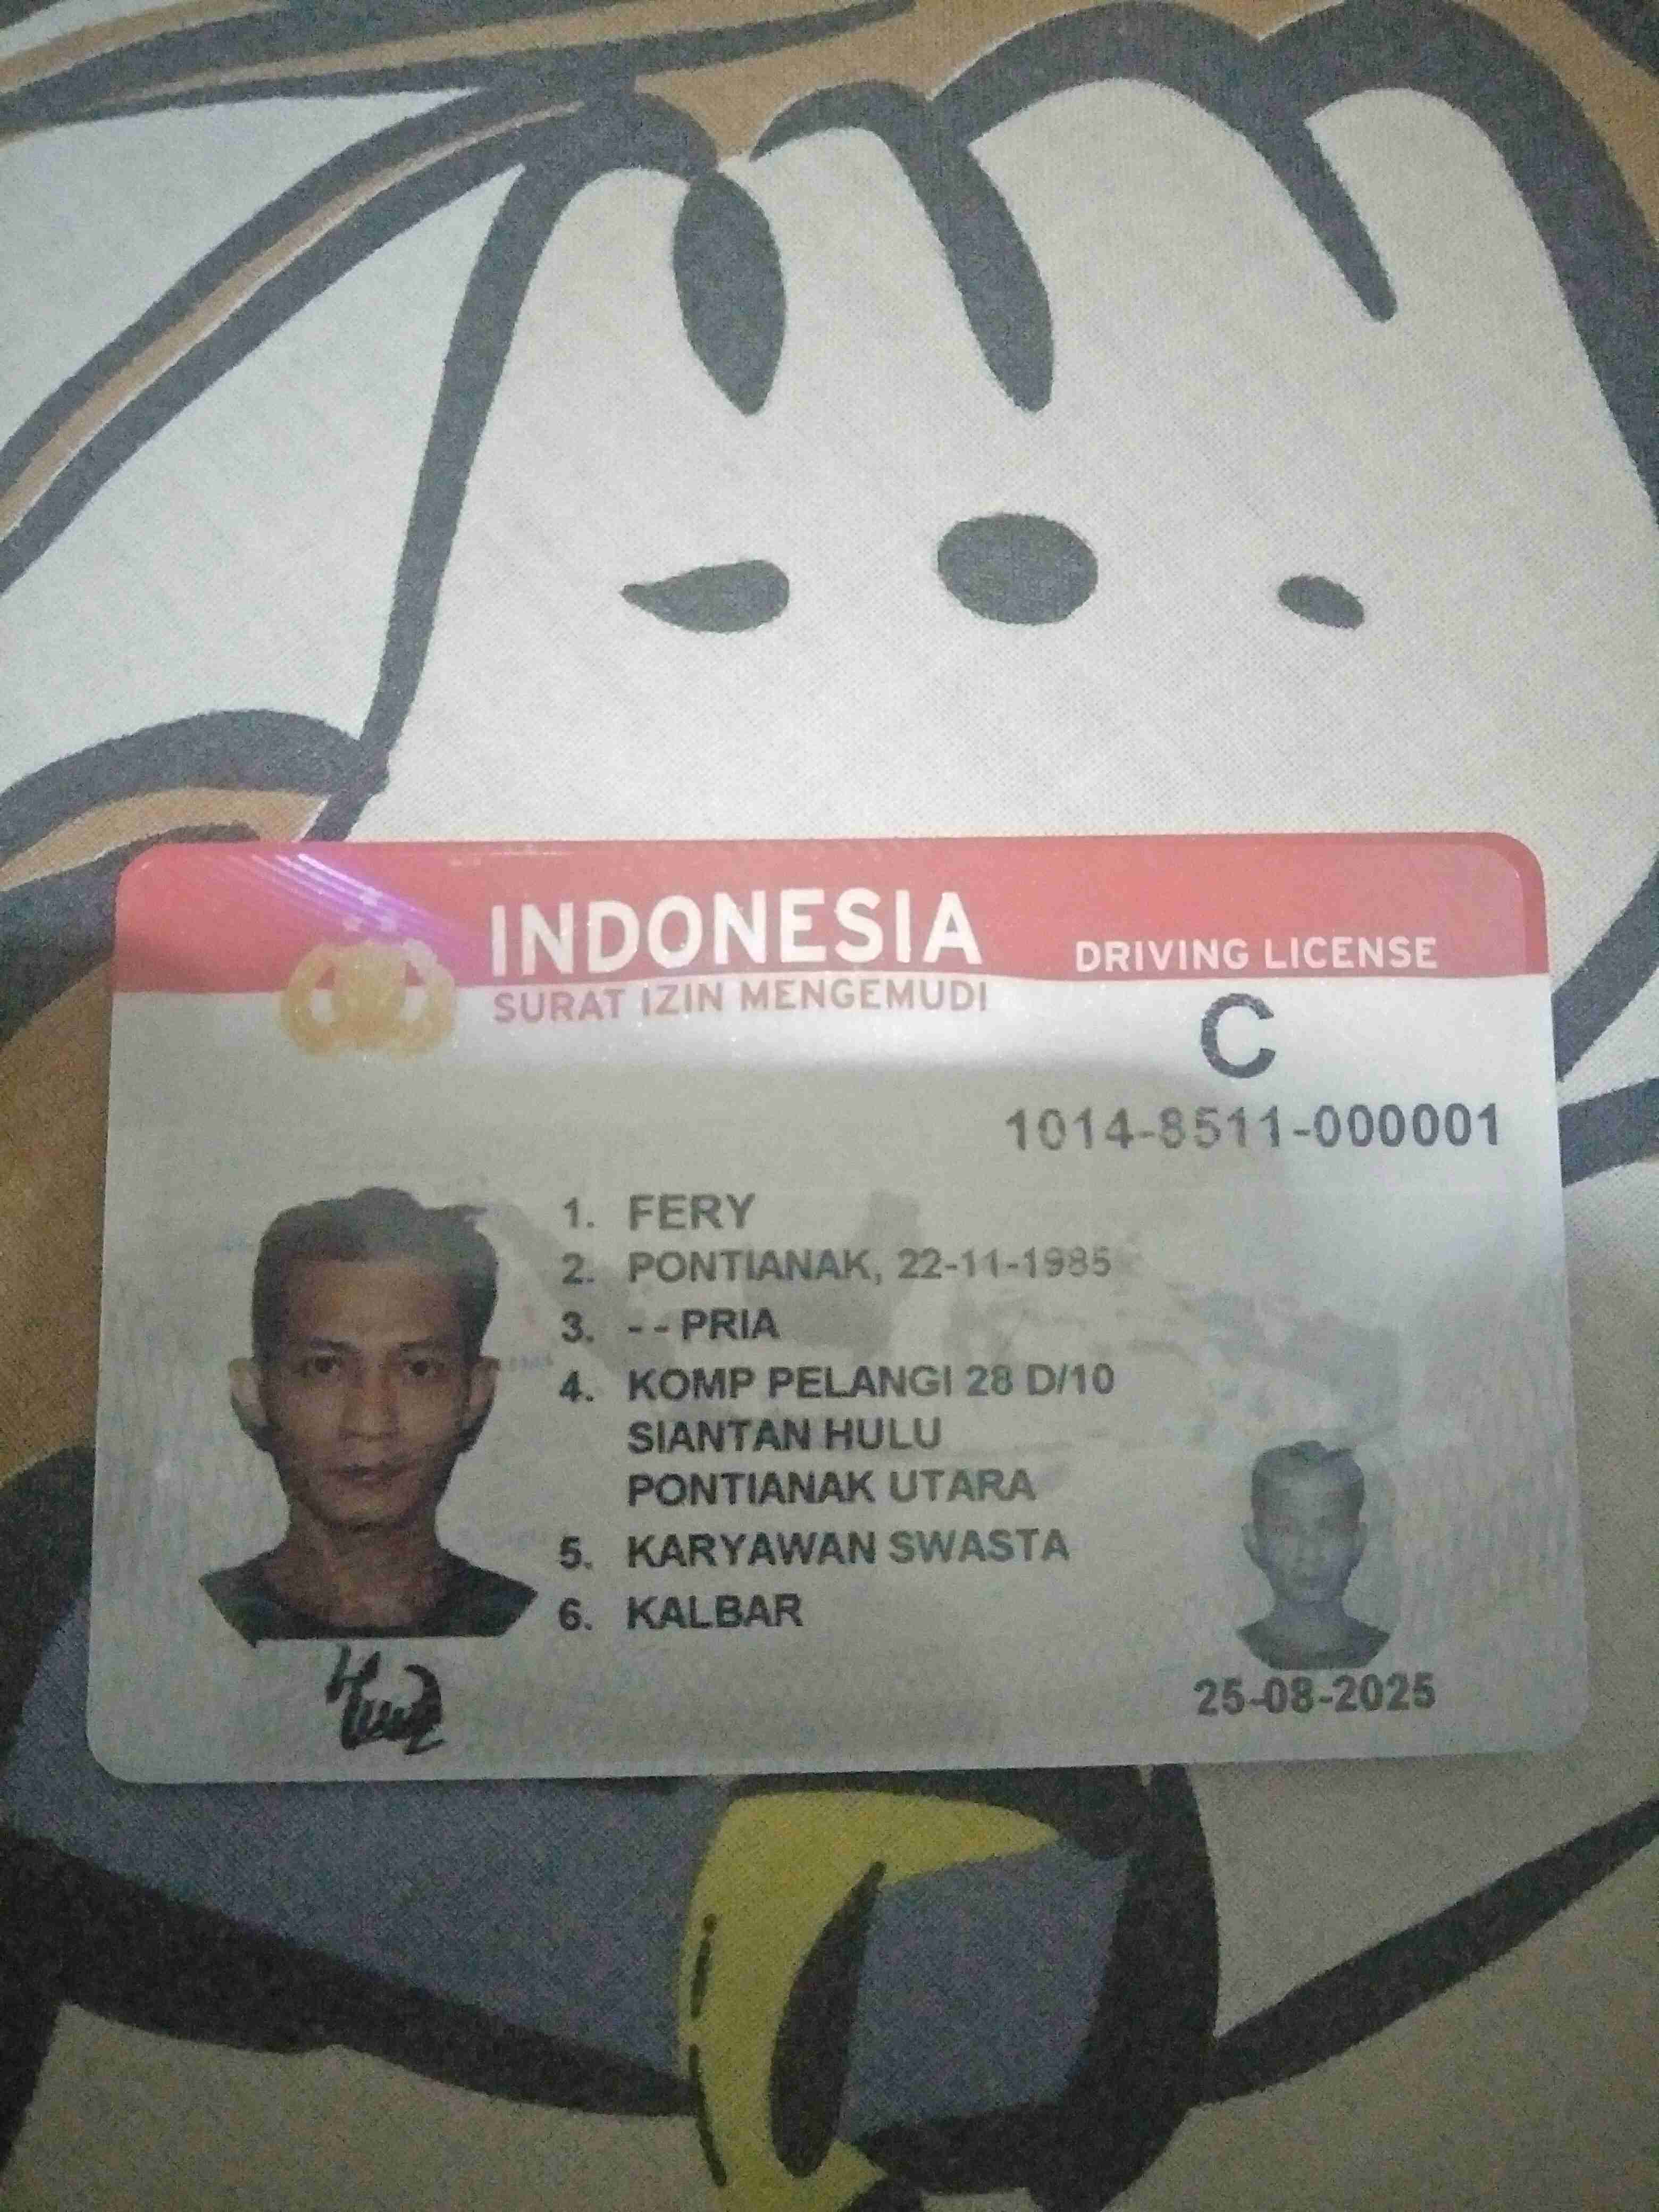 INDONESIA
DRIVING LICENSE
SURAT IZIN MENGEMUDI
C
1014-8511-000001
1. FERY
2. PONTIANAK, 22-11-1985
3. - - PRIA
4. KOMP PELANGI 28 D/10
SIANTAN HULU
PONTIANAK UTARA
5. KARYAWAN SWASTA
6. KALBAR
25-08-2025